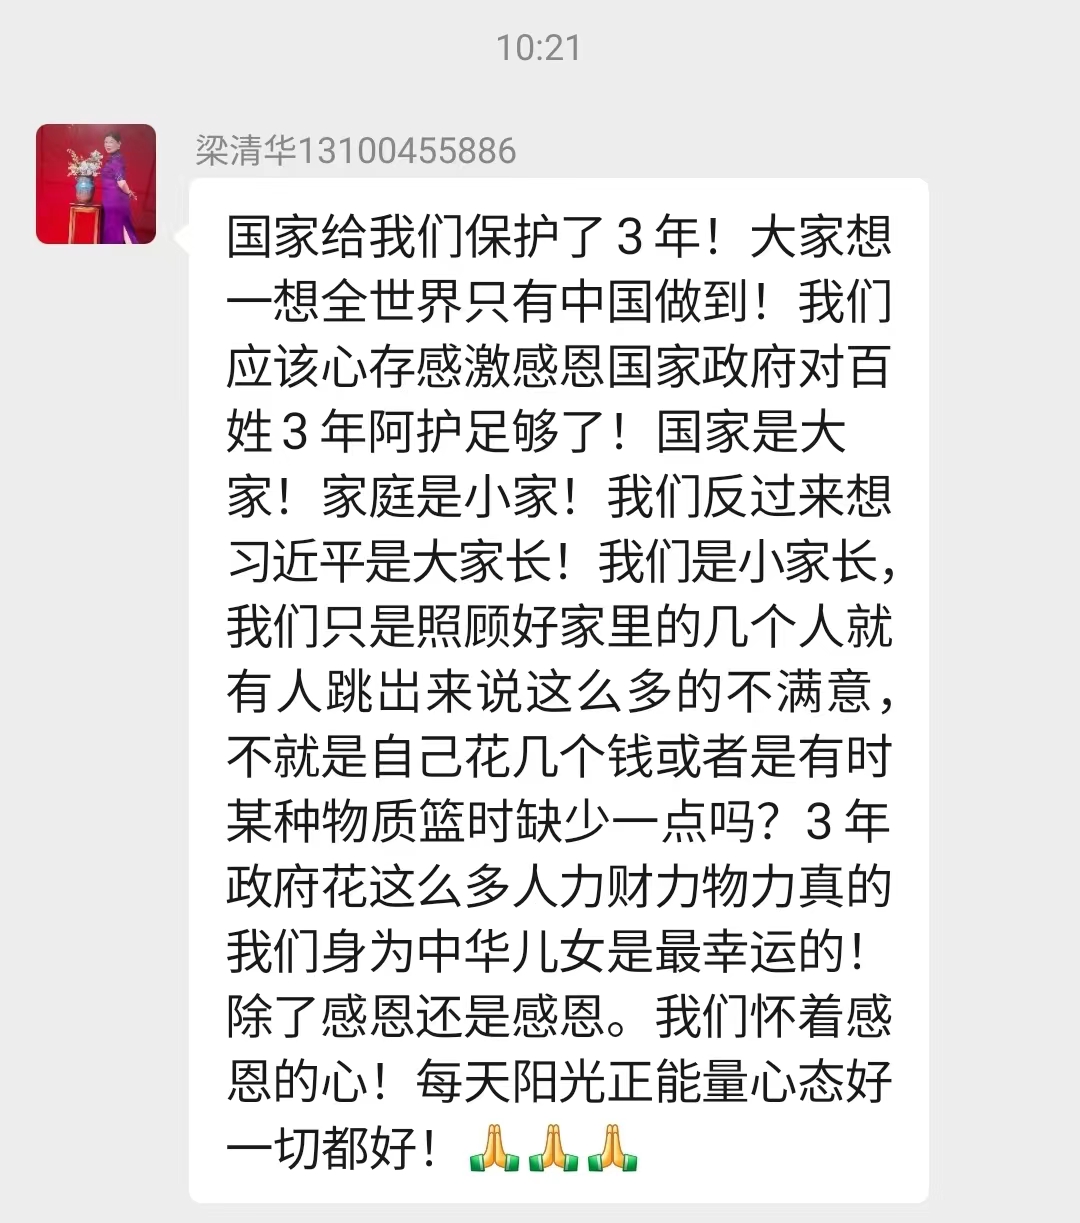 10:21
梁清华13100455886
国家给我们保护了3年！大家想
一想全世界只有中国做到！我们
应该心存感激感恩国家政府对百
姓3年阿护足够了！国家是大
家！家庭是小家！我们反过来想
习近平是大家长！我们是小家长，
我们只是照顾好家里的几个人就
有人跳出来说这么多的不满意，
不就是自己花几个钱或者是有时
某种物质篮时缺少一点吗？3年
政府花这么多人力财力物力真的
我们身为中华儿女是最幸运的！
除了感恩还是感恩。我们怀着感
恩的心！每天阳光正能量心态好
一切都好！🙏🙏🙏